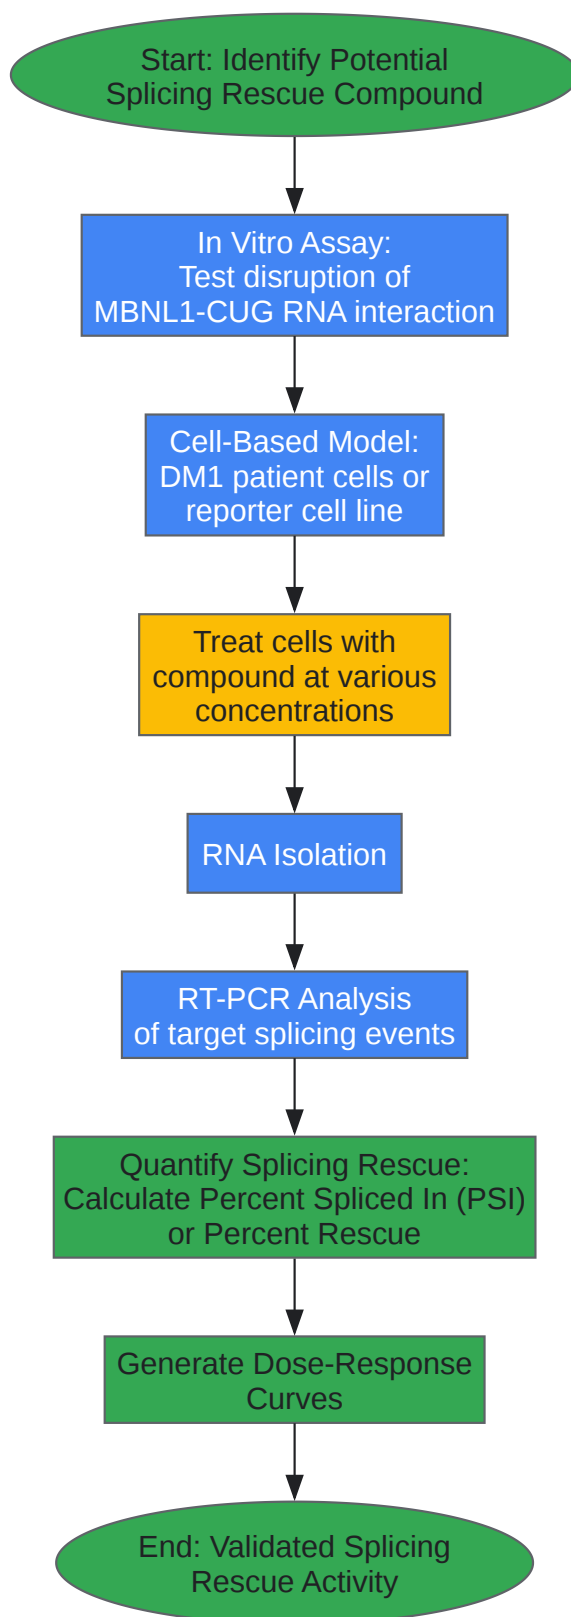 Start: Identify Potential
Splicing Rescue Compound
In Vitro Assay:
Test disruption of
MBNL1-CUG RNA interaction
Cell-Based Model:
DM1 patient cells or
reporter cell line
Treat cells with
compound at various
concentrations
RNA Isolation
RT-PCR Analysis
of target splicing events
Quantify Splicing Rescue:
Calculate Percent Spliced In (PSI)
or Percent Rescue
Generate Dose-Response
Curves
End: Validated Splicing
Rescue Activity